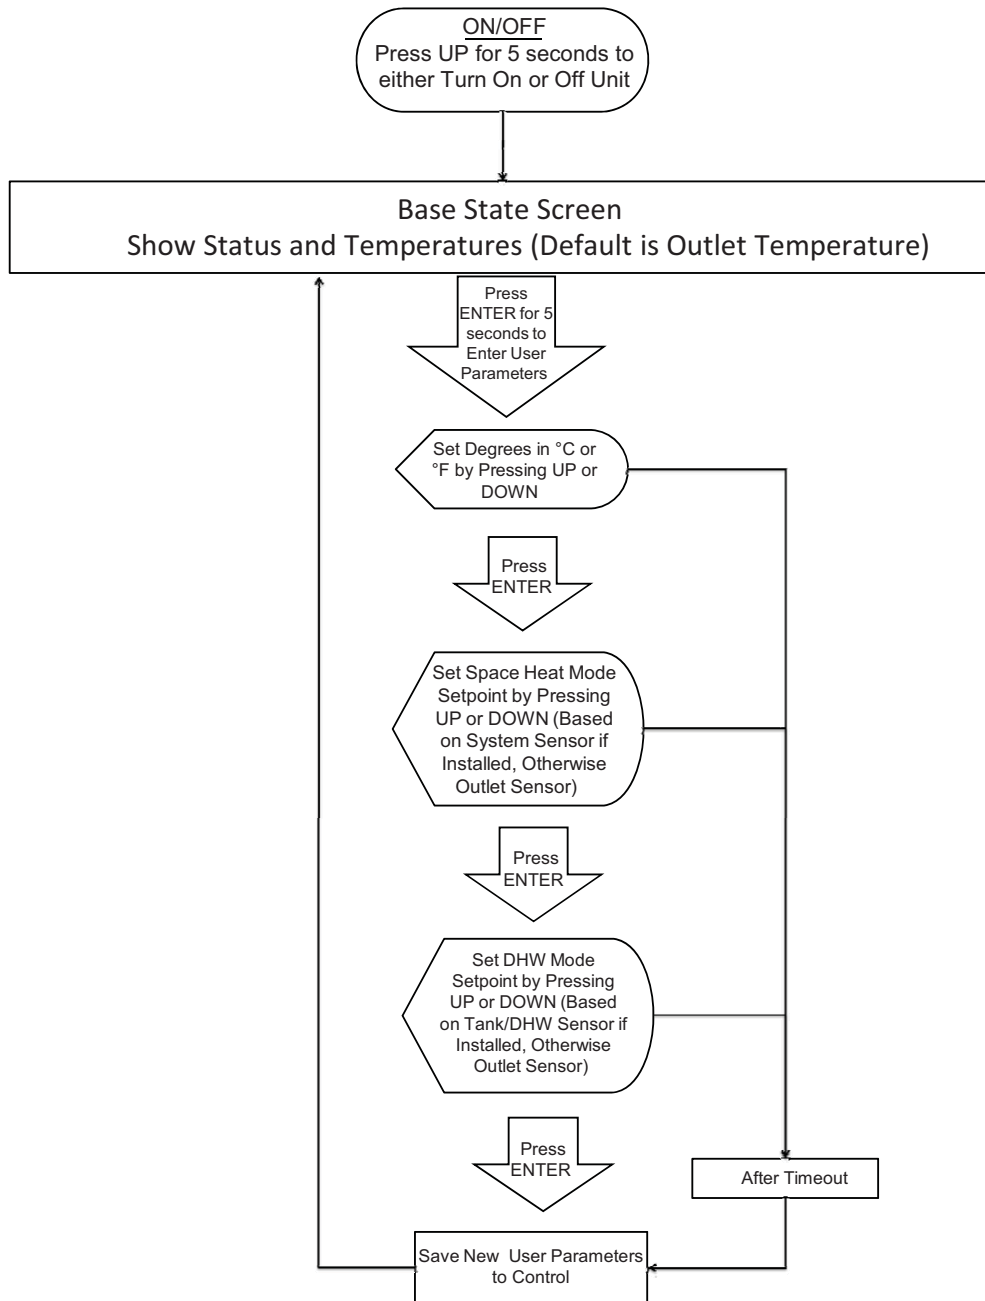 ON/OFF
Press UP for 5 seconds to
either Turn On or Off Unit
Base State Screen
Show Status and Temperatures (Default is Outlet Temperature)
Press
ENTER for 5
seconds to
Enter User
Parameters
Set Degrees in °C or
°F by Pressing UP or
DOWN
Press
ENTER
Set Space Heat Mode
Setpoint by Pressing
UP or DOWN (Based
on System Sensor if
Installed, Otherwise
Outlet Sensor)
Press
ENTER
Set DHW Mode
Setpoint by Pressing
UP or DOWN (Based
on Tank/DHW Sensor if
Installed, Otherwise
Outlet Sensor)
Press
ENTER
After Timeout
Save New User Parameters
to Control